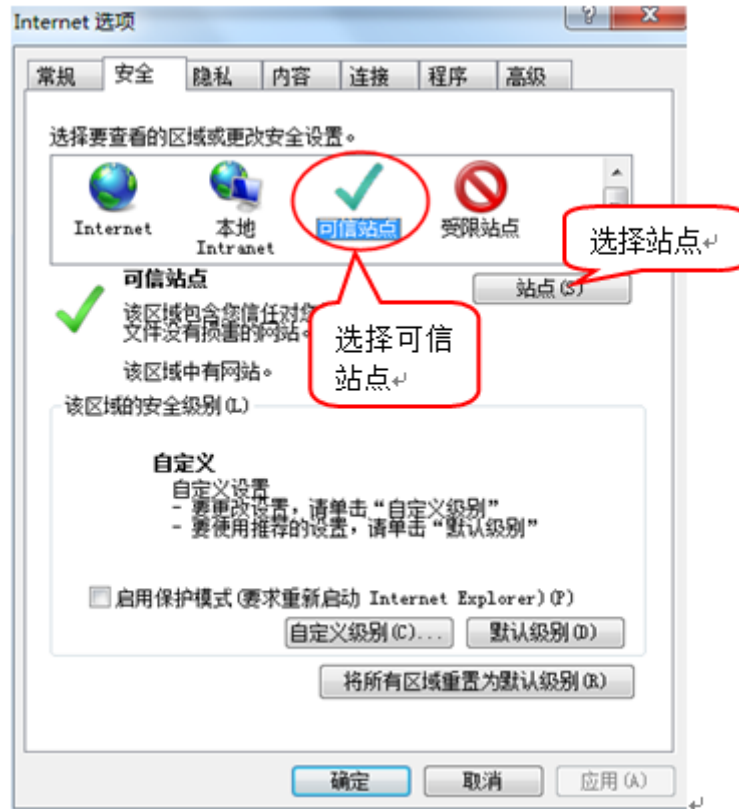 Internet 选项
常规 安全 隐私 内容 连接 程序 高级
选择要查看的区域或更改安全设置。
Internet
本地
Intranet
可信站点
受限站点
选择站点
可信站点
站点(S)
该区域包含您信任对您
文件没有损害的网站。
选择可信
站点
该区域中有网站。
该区域的安全级别(L)
自定义
自定义设置
- 要更改设置，请单击“自定义级别”
- 要使用推荐的设置，请单击“默认级别”
启用保护模式(要求重新启动 Internet Explorer)(P)
自定义级别(C)... 默认级别(D)
将所有区域重置为默认级别(R)
确定 取消 应用(A)